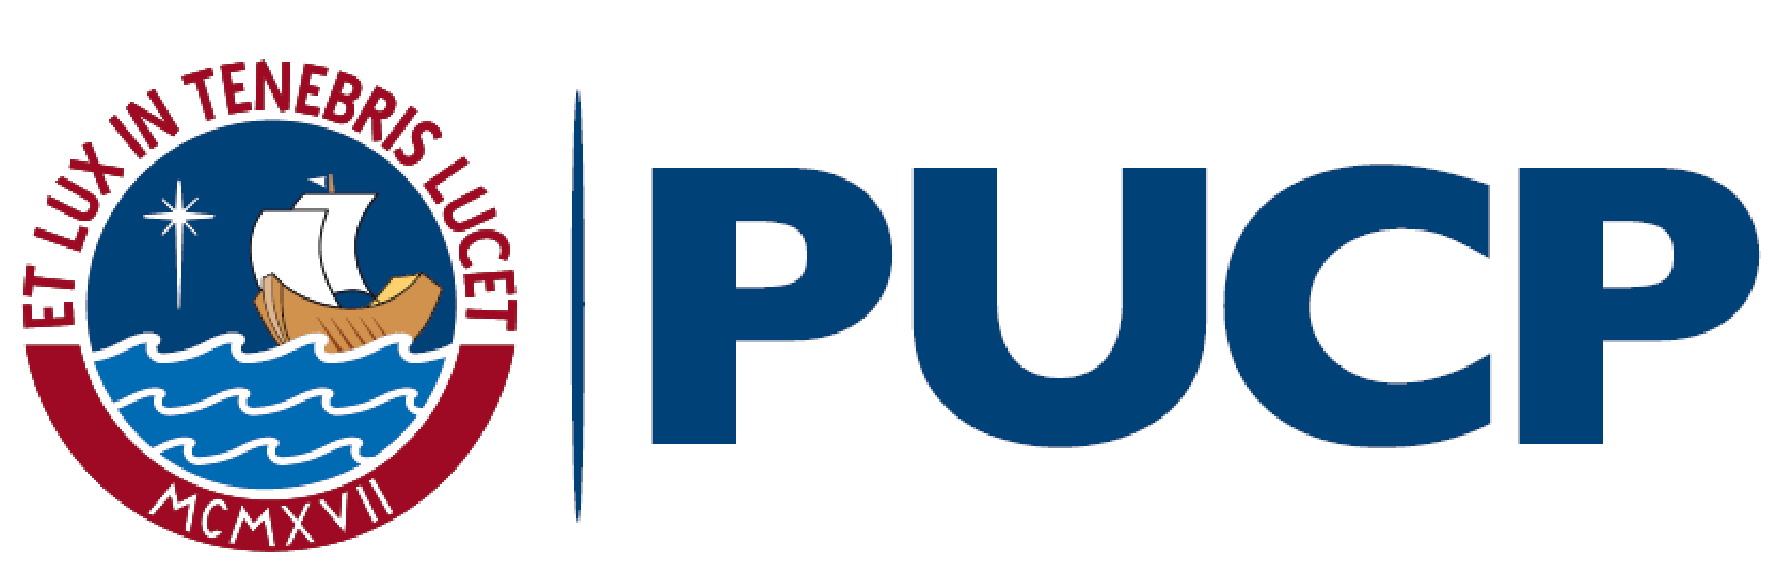 ET LUX IN TENEBRIS LUCET
MCMXVII
PUCP